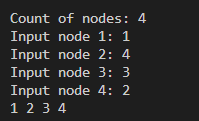 Count of nodes: 4
Input node 1: 1
Input node 2: 4
Input node 3: 3
Input node 4: 2
1 2 3 4